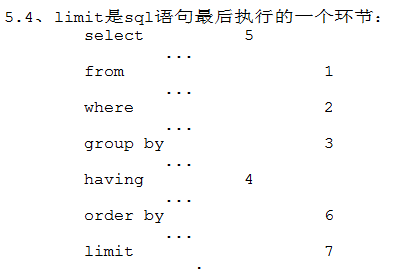 5.4、limit是sql语句最后执行的一个环节：
select 5
...
from 1
...
where 2
...
group by 3
...
having 4
...
order by 6
...
limit 7
.